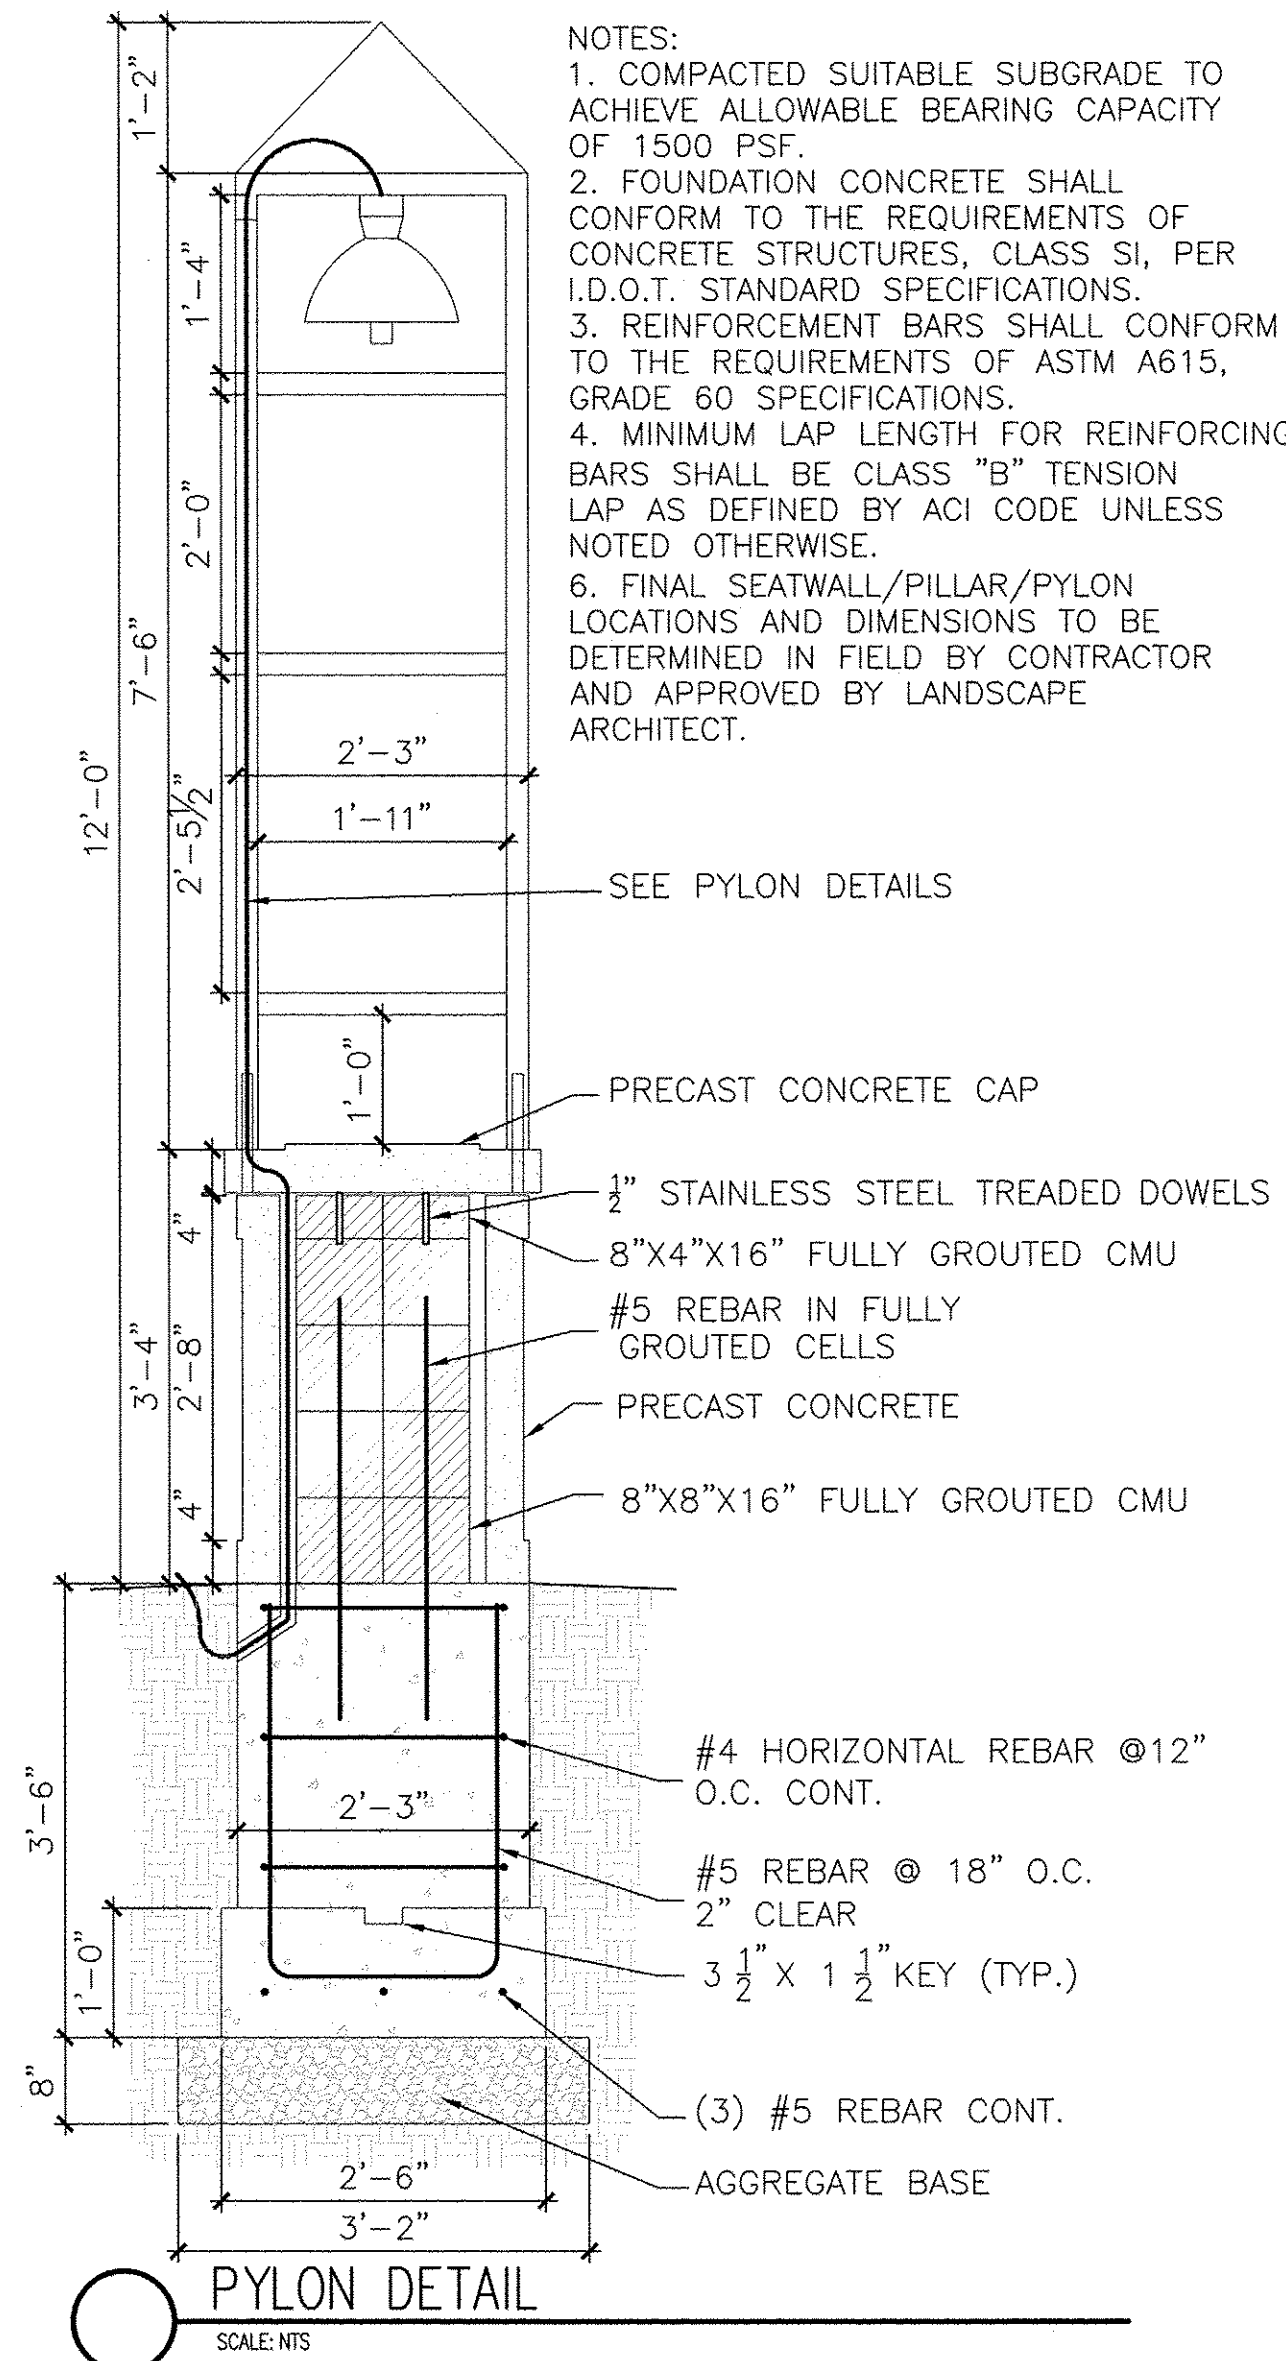 NOTES:
1. COMPACTED SUITABLE SUBGRADE TO
ACHIEVE ALLOWABLE BEARING CAPACITY
OF 1500 PSF.
2. FOUNDATION CONCRETE SHALL
CONFORM TO THE REQUIREMENTS OF
CONCRETE STRUCTURES, CLASS SI, PER
I.D.O.T. STANDARD SPECIFICATIONS.
3. REINFORCEMENT BARS SHALL CONFORM
TO THE REQUIREMENTS OF ASTM A615,
GRADE 60 SPECIFICATIONS.
4. MINIMUM LAP LENGTH FOR REINFORCING
BARS SHALL BE CLASS "B" TENSION
LAP AS DEFINED BY ACI CODE UNLESS
NOTED OTHERWISE.
6. FINAL SEATWALL/PILLAR/PYLON
LOCATIONS AND DIMENSIONS TO BE
DETERMINED IN FIELD BY CONTRACTOR
AND APPROVED BY LANDSCAPE
ARCHITECT.
1'-2"
1'-4"
2'-0"
7'-6"
12'-0"
2'-5 1/2"
2'-3"
1'-11"
SEE PYLON DETAILS
1'-0"
PRECAST CONCRETE CAP
1/2" STAINLESS STEEL TREADED DOWELS
4"
8"X4"X16" FULLY GROUTED CMU
#5 REBAR IN FULLY
GROUTED CELLS
3'-4"
2'-8"
PRECAST CONCRETE
4"
8"X8"X16" FULLY GROUTED CMU
#4 HORIZONTAL REBAR @12"
O.C. CONT.
3'-6"
2'-3"
#5 REBAR @ 18" O.C.
2" CLEAR
1'-0"
3 1/2" X 1 1/2" KEY (TYP.)
8"
(3) #5 REBAR CONT.
2'-6"
AGGREGATE BASE
3'-2"
PYLON DETAIL
SCALE: NTS